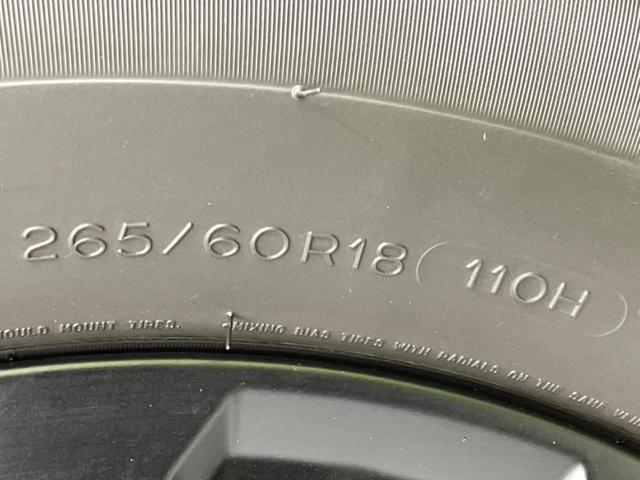 265/60R18 110H
HOULD MOUNT TIRES. MIXING BIAS TIRES WITH RADIALS ON THE SAME